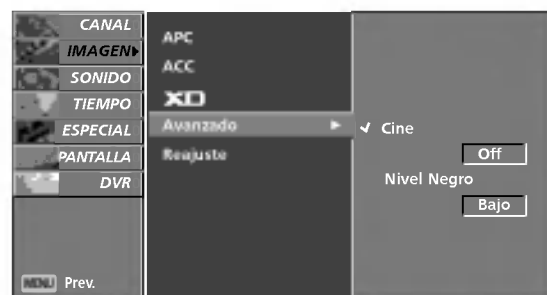 CANAL
IMAGEN
SONIDO
TIEMPO
ESPECIAL
PANTALLA
DVR
MENU Prev.
APC
ACC
XD
Avanzado
Reajuste
✓ Cine
Off
Nivel Negro
Bajo